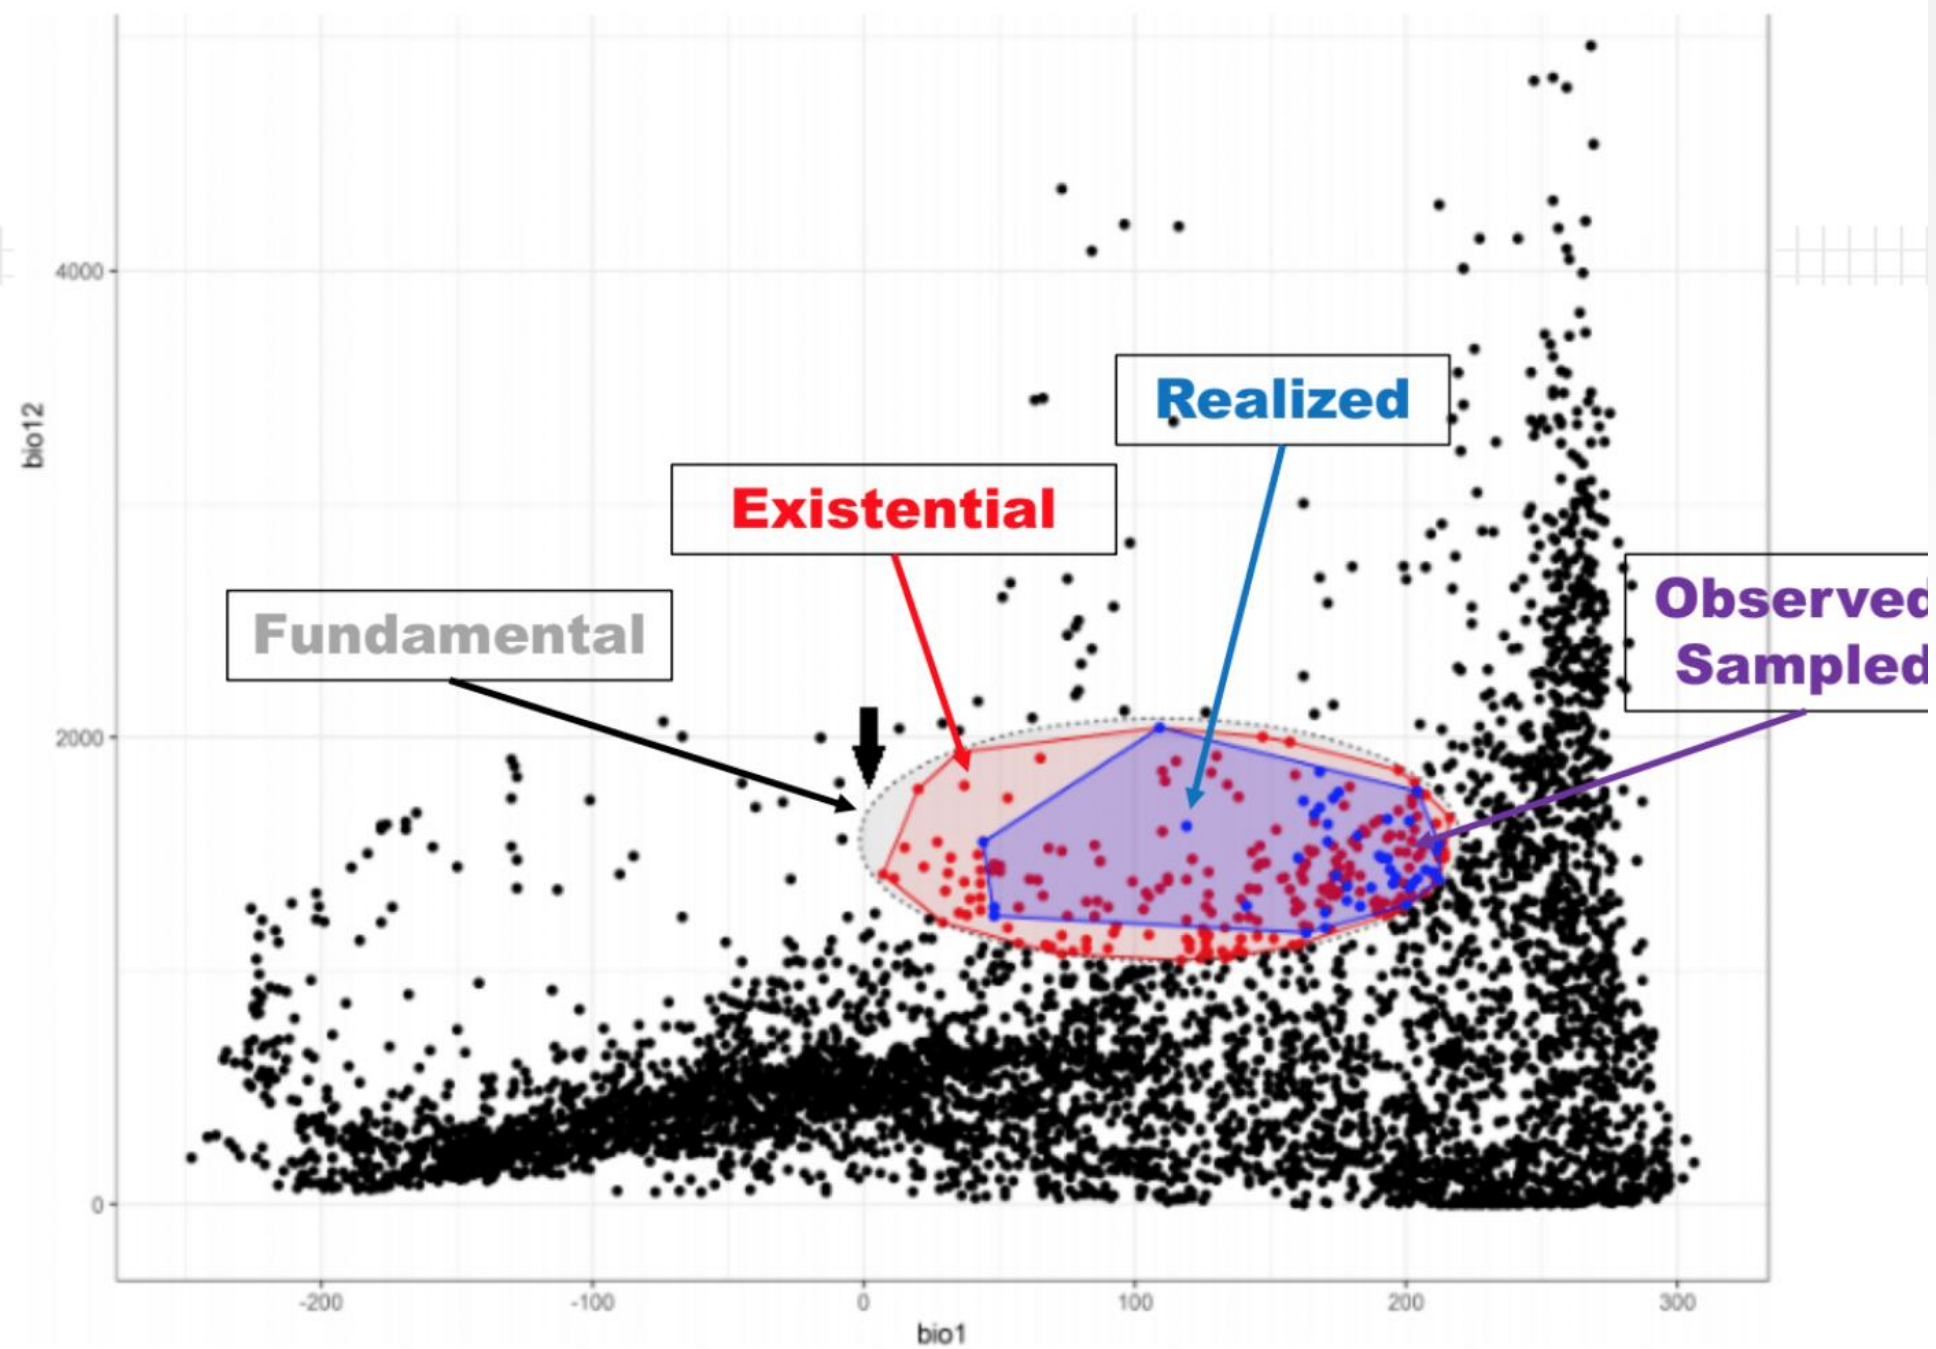 4000
2000
0
bio12
Fundamental
Existential
Realized
Observed
Sampled
-200
-100
0
100
200
300
bio1